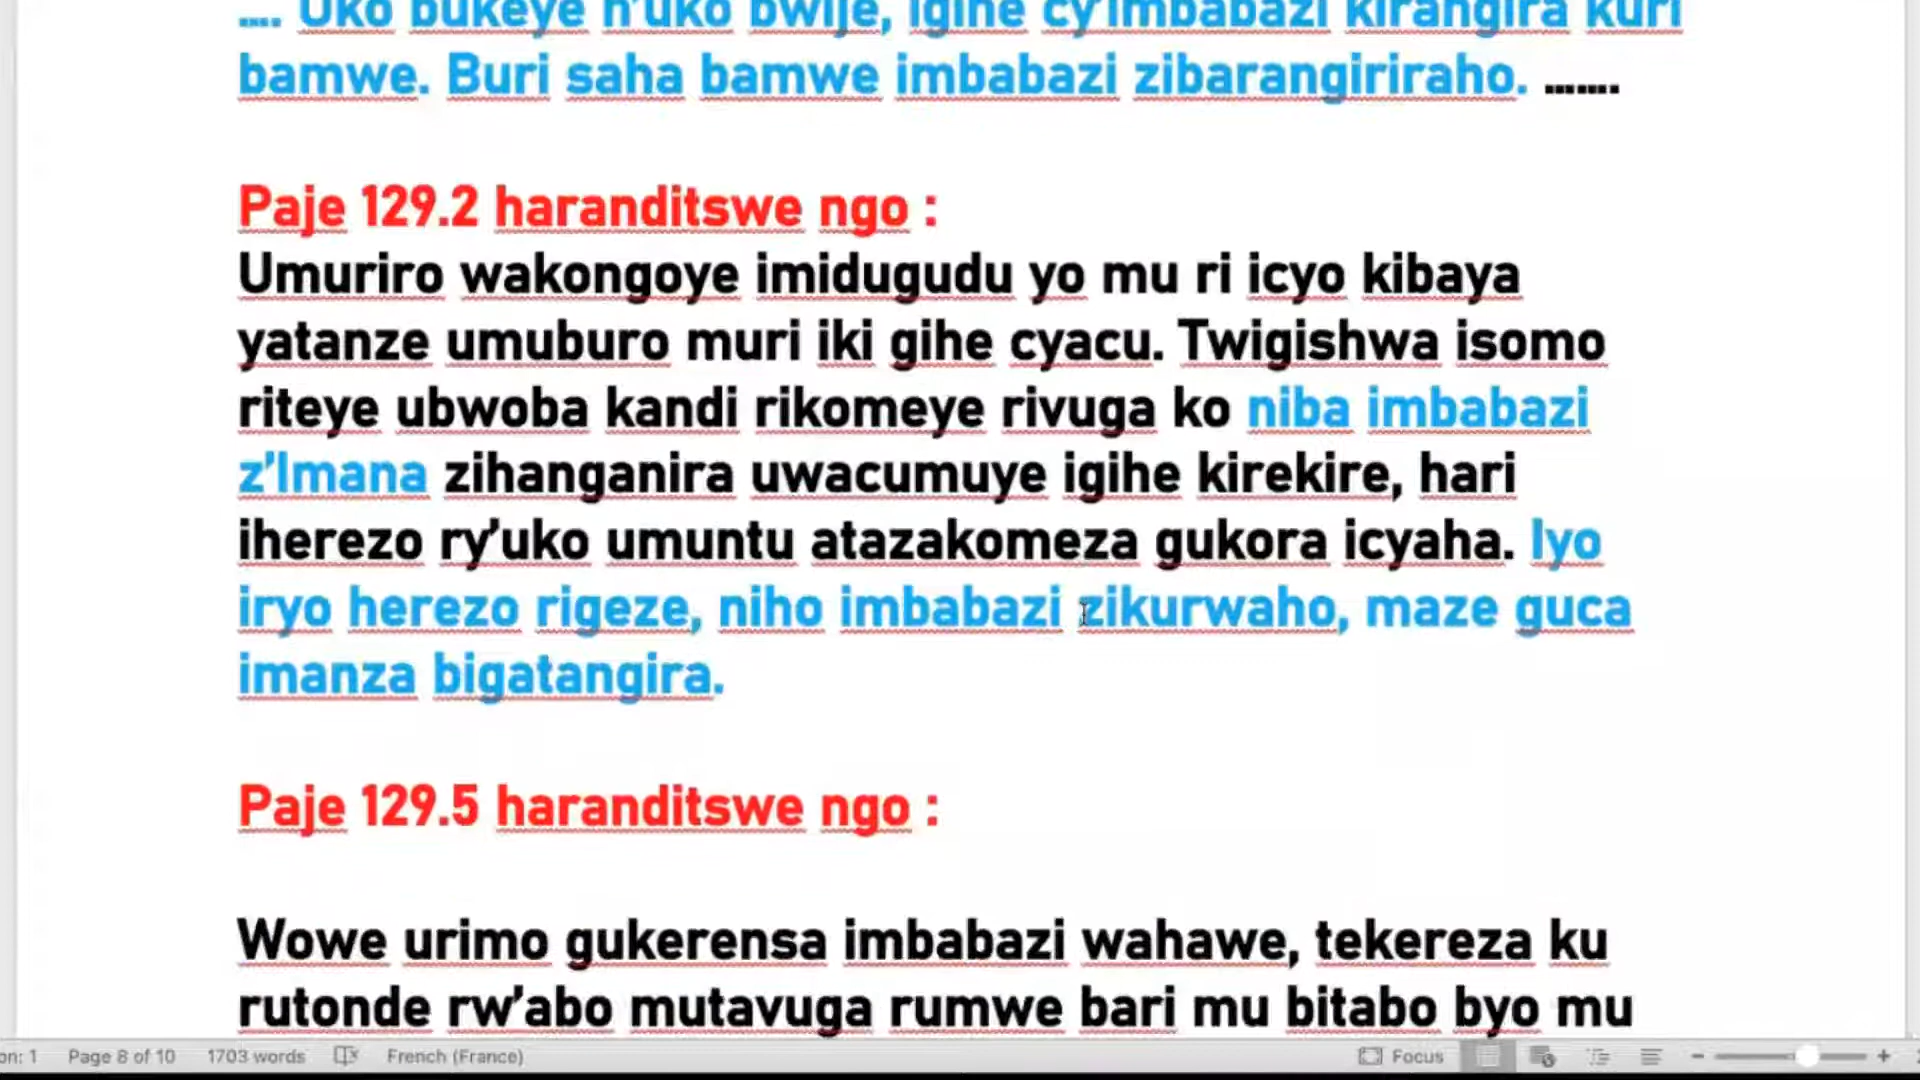 .... Uko bukeye n'uko bwije, igihe cy'imbabazi kirangira kuri
bamwe. Buri saha bamwe imbabazi zibarangiriraho. .......
Paje 129.2 haranditswe ngo :
Umuriro wakongoye imidugudu yo mu ri icyo kibaya
yatanze umuburo muri iki gihe cyacu. Twigishwa isomo
riteye ubwoba kandi rikomeye rivuga ko niba imbabazi
z'Imana zihanganira uwacumuye igihe kirekire, hari
iherezo ry'uko umuntu atazakomeza gukora icyaha. Iyo
iryo herezo rigeze, niho imbabazi zikurwaho, maze guca
imanza bigatangira.
Paje 129.5 haranditswe ngo :
Wowe urimo gukerensa imbabazi wahawe, tekereza ku
rutonde rw'abo mutavuga rumwe bari mu bitabo byo mu
on: 1 Page 8 of 10 1703 words French (France) Focus